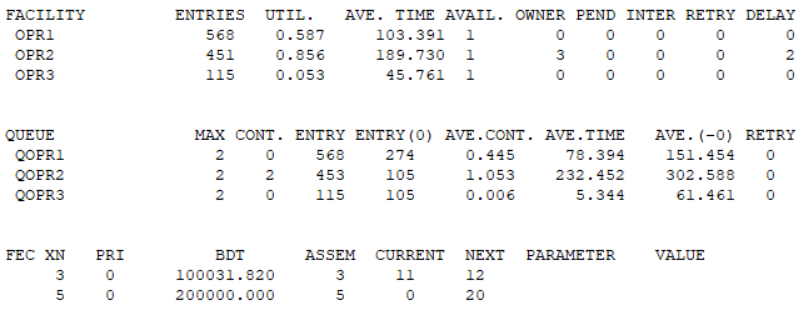 FACILITY ENTRIES UTIL. AVE. TIME AVAIL. OWNER PEND INTER RETRY DELAY
OPR1 568 0.587 103.391 1 0 0 0 0 0
OPR2 451 0.856 189.730 1 3 0 0 0 2
OPR3 115 0.053 45.761 1 0 0 0 0 0
QUEUE MAX CONT. ENTRY ENTRY(0) AVE.CONT. AVE.TIME AVE.(-0) RETRY
QOPR1 2 0 568 274 0.445 78.394 151.454 0
QOPR2 2 2 453 105 1.053 232.452 302.588 0
QOPR3 2 0 115 105 0.006 5.344 61.461 0
FEC XN PRI BDT ASSEM CURRENT NEXT PARAMETER VALUE
3 0 100031.820 3 11 12
5 0 200000.000 5 0 20